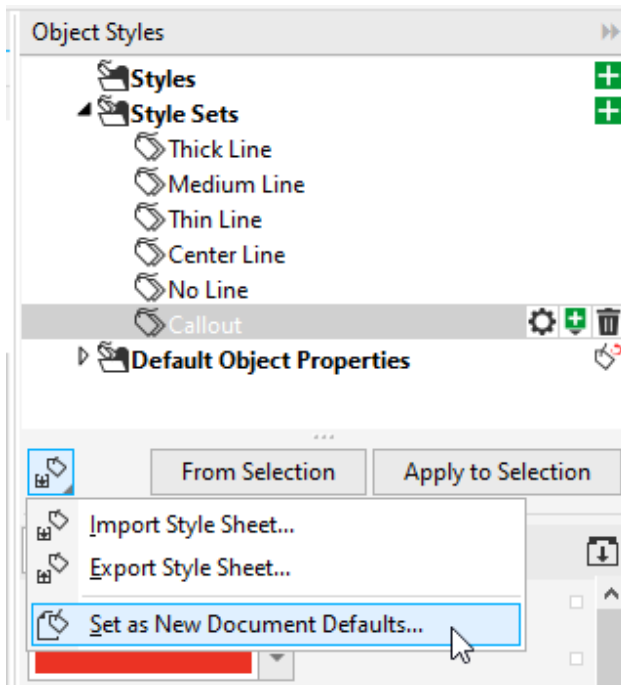 Object Styles
Styles
Style Sets
Thick Line
Medium Line
Thin Line
Center Line
No Line
Callout
Default Object Properties
From Selection Apply to Selection
Import Style Sheet...
Export Style Sheet...
Set as New Document Defaults...